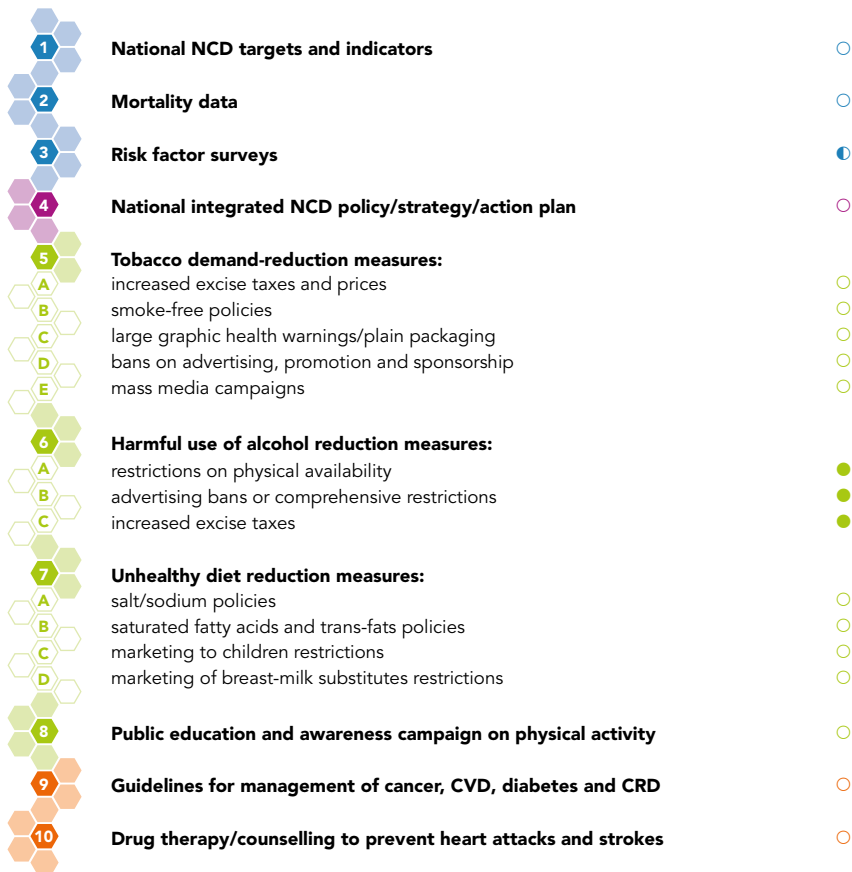 1 National NCD targets and indicators
2 Mortality data
3 Risk factor surveys
4 National integrated NCD policy/strategy/action plan
5 Tobacco demand-reduction measures:
A increased excise taxes and prices
B smoke-free policies
C large graphic health warnings/plain packaging
D bans on advertising, promotion and sponsorship
E mass media campaigns
6 Harmful use of alcohol reduction measures:
A restrictions on physical availability
B advertising bans or comprehensive restrictions
C increased excise taxes
7 Unhealthy diet reduction measures:
A salt/sodium policies
B saturated fatty acids and trans-fats policies
C marketing to children restrictions
D marketing of breast-milk substitutes restrictions
8 Public education and awareness campaign on physical activity
9 Guidelines for management of cancer, CVD, diabetes and CRD
10 Drug therapy/counselling to prevent heart attacks and strokes